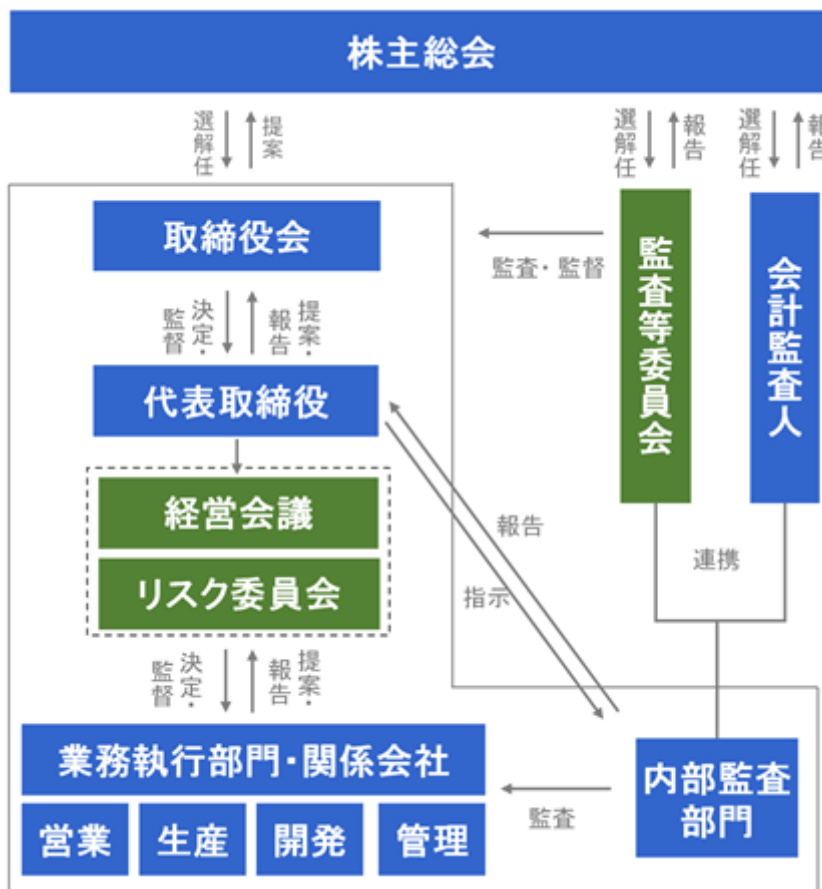 株主総会
選解任
提案
選解任
報告
選解任
報告
取締役会
監査・監督
監査等委員会
会計監査人
決定・
監督
提案・
報告
代表取締役
経営会議
リスク委員会
報告
指示
連携
決定・
監督
提案・
報告
業務執行部門・関係会社
営業
生産
開発
管理
監査
内部監査
部門